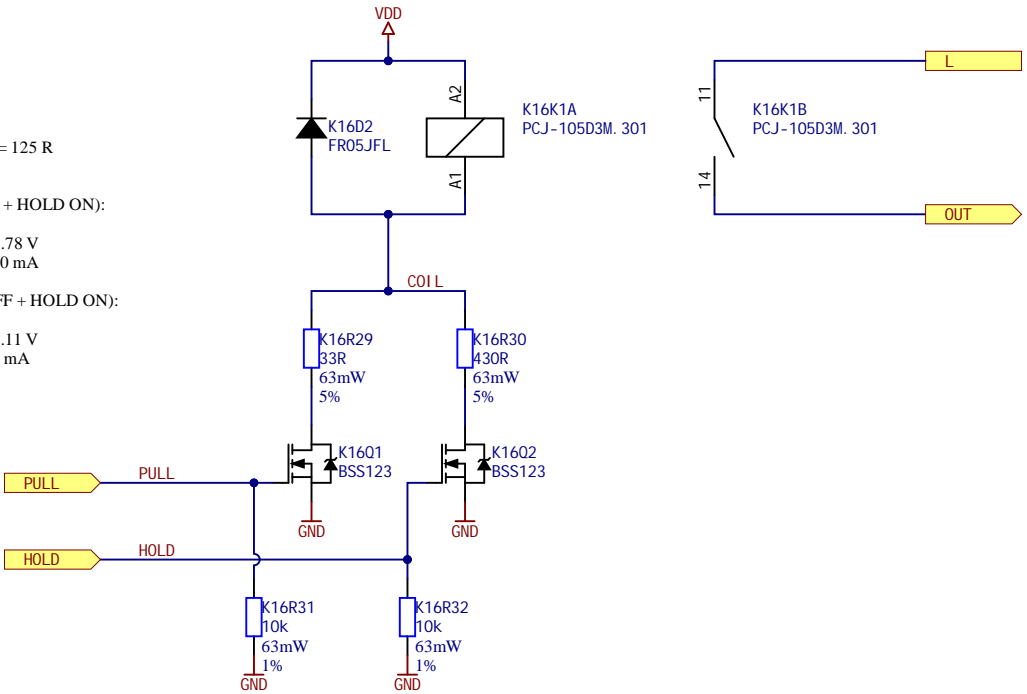 VDD
L
A2
11
K16K1A
PCJ-105D3M.301
K16K1B
PCJ-105D3M.301
K16D2
FR05JFL
= 125 R
A1
14
+ HOLD ON):
OUT
.78 V
0 mA
COIL
FF + HOLD ON):
K16R29
33R
63mW
5%
K16R30
430R
63mW
5%
.11 V
mA
K16Q1
BSS123
K16Q2
BSS123
PULL
PULL
GND
GND
HOLD
HOLD
K16R31
10k
63mW
1%
K16R32
10k
63mW
1%
GND
GND